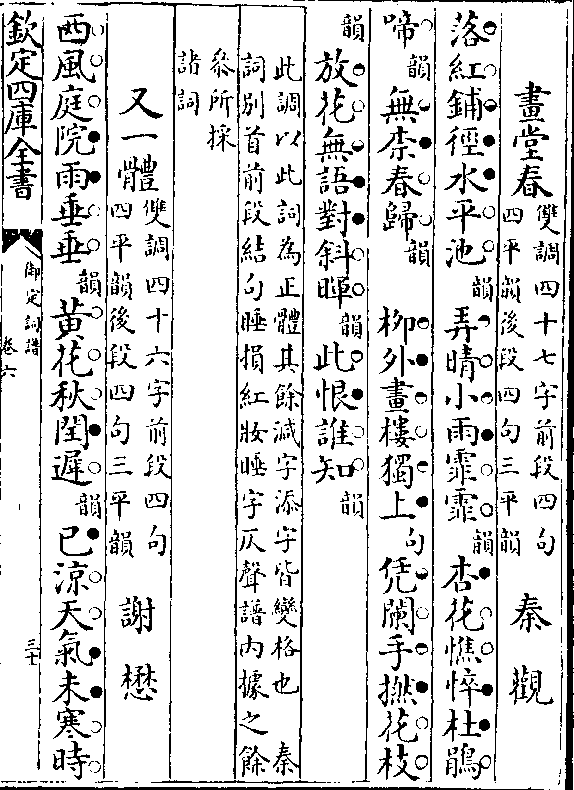 畫堂春 雙調四十七字前段四句四平韻後段四句三平韻 秦觀
落紅鋪徑水平池韻弄晴小雨霏霏韻杏花憔悴杜鵑
啼韻無柰春歸韻 柳外畫樓獨上句凭闌手撚花枝
韻放花無語對斜暉韻此恨誰知韻
此調以此詞為正體其餘減字添字皆變格也 秦
詞別首前段結句睡損紅妝睡字仄聲譜內據之餘
叅所採
諸詞
又一體 雙調四十六字前段四句四平韻後段四句三平韻 謝懋
西風庭院雨垂垂韻黃花秋閏遲韻已涼天氣未寒時
欽定四庫全書 御定詞譜 卷六 三十